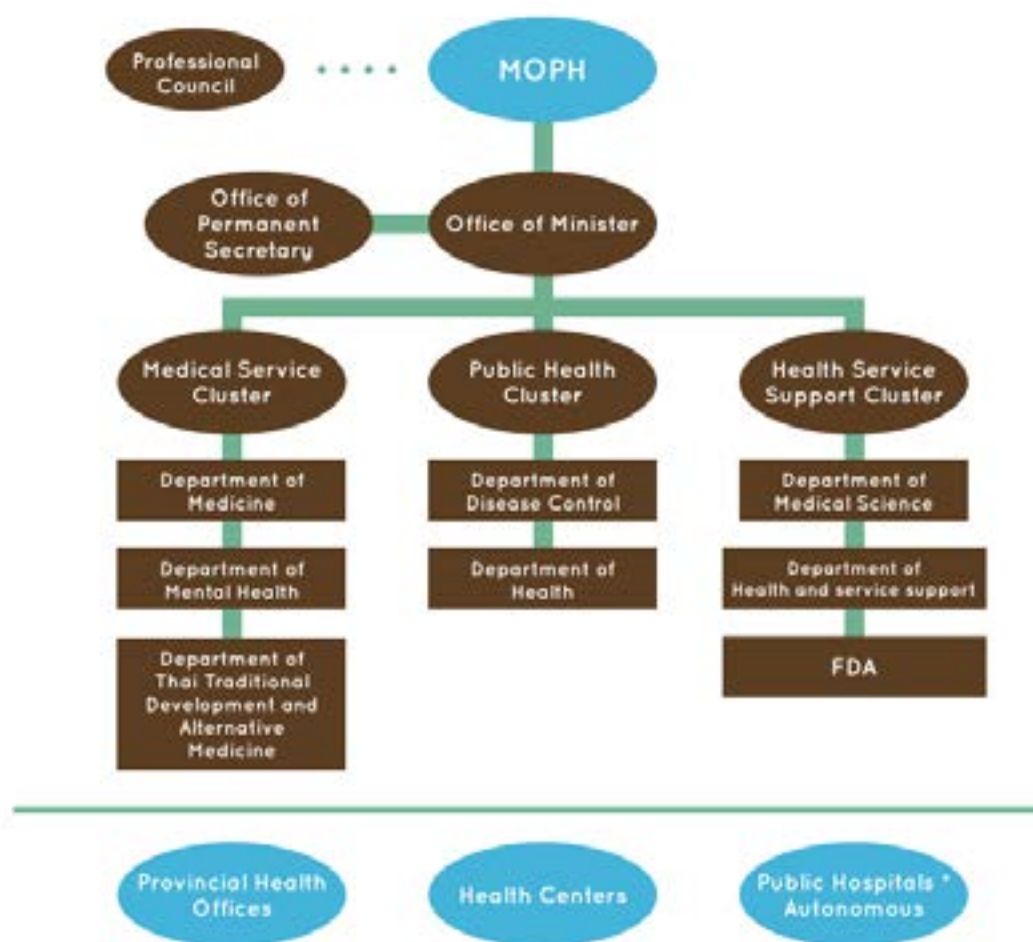 Professional
Council
MOPH
Office of
Permanent
Secretary
Office of Minister
Medical Service
Cluster
Public Health
Cluster
Health Service
Support Cluster
Department of
Medicine
Department of
Disease Control
Department of
Medical Science
Department of
Mental Health
Department of
Health
Department of
Health and service support
Department of
Thai Traditional
Development and
Alternative
Medicine
FDA
Provincial Health
Offices
Health Centers
Public Hospitals *
Autonomous